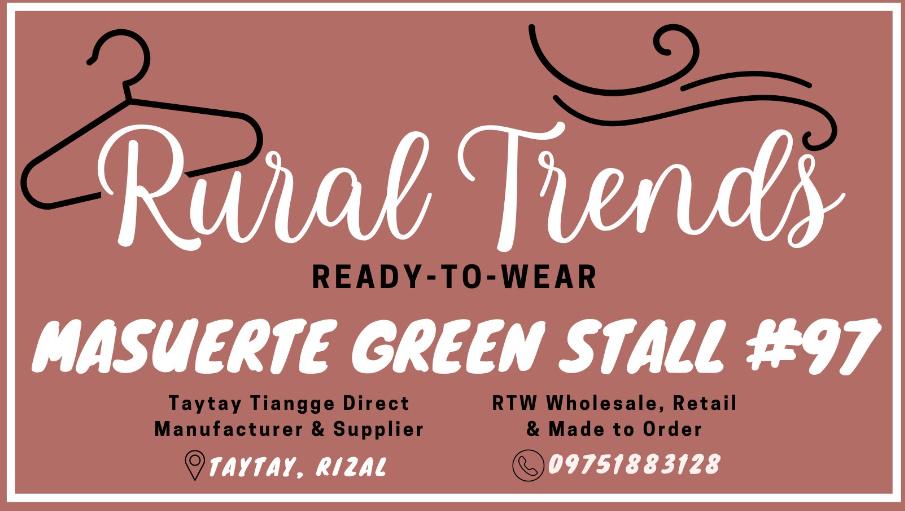 Rural Trends
READY-TO-WEAR
MASUERTE GREEN STALL #97
Taytay Tiangge Direct
Manufacturer & Supplier
TAYTAY, RIZAL
RTW Wholesale, Retail
& Made to Order
09751883128